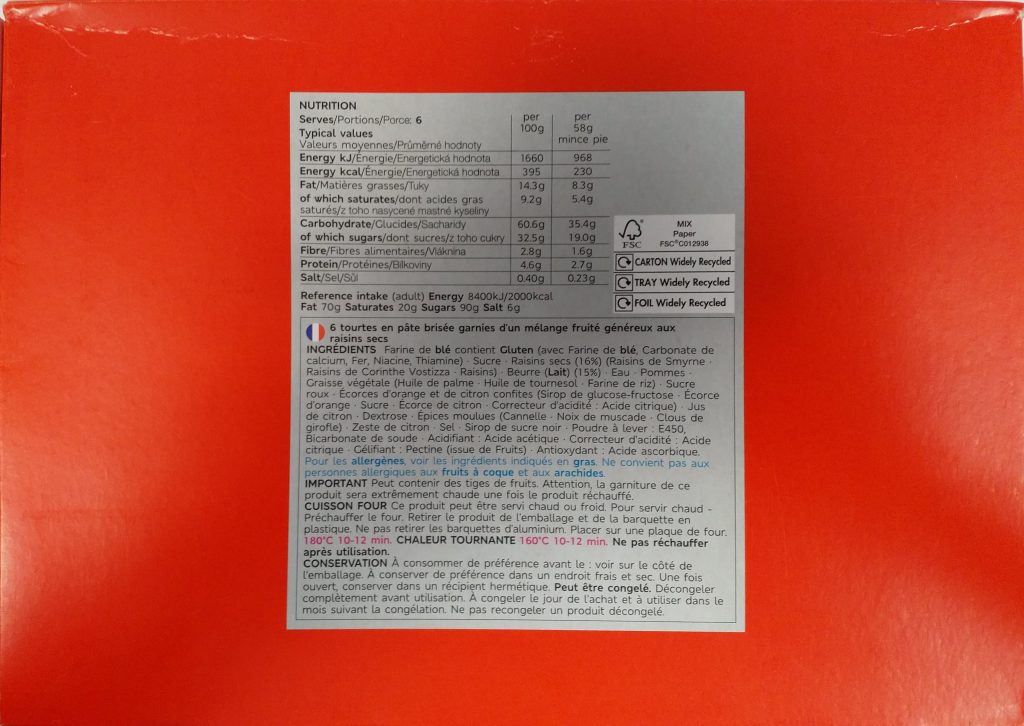 NUTRITION
Serves/Portions/Porce: 6 per 100g per 58g mince pie
Typical values
Valeurs moyennes/Průměrné hodnoty
Energy kJ/Énergie/Energetická hodnota 1660 968
Energy kcal/Énergie/Energetická hodnota 395 230
Fat/Matières grasses/Tuky 14.3g 8.3g
of which saturates/dont acides gras 9.2g 5.4g
saturés/z toho nasycené mastné kyseliny
Carbohydrate/Glucides/Sacharidy 60.6g 35.4g
of which sugars/dont sucres/z toho cukry 32.5g 19.0g
Fibre/Fibres alimentaires/Vláknina 2.8g 1.6g
Protein/Protéines/Bílkoviny 4.6g 2.7g
Salt/Sel/Sůl 0.40g 0.23g
Reference intake (adult) Energy 8400kJ/2000kcal
Fat 70g Saturates 20g Sugars 90g Salt 6g
FSC
MIX
Paper
FSC® C012938
CARTON Widely Recycled
TRAY Widely Recycled
FOIL Widely Recycled
6 tourtes en pâte brisée garnies d'un mélange fruité généreux aux
raisins secs
INGRÉDIENTS Farine de blé contient Gluten (avec Farine de blé, Carbonate de
calcium, Fer, Niacine, Thiamine) · Sucre · Raisins secs (16%) (Raisins de Smyrne ·
Raisins de Corinthe Vostizza · Raisins) · Beurre (Lait) (15%) · Eau · Pommes ·
Graisse végétale (Huile de palme · Huile de tournesol · Farine de riz) · Sucre
roux · Écorces d'orange et de citron confites (Sirop de glucose-fructose · Écorce
d'orange · Sucre · Écorce de citron · Correcteur d'acidité : Acide citrique) · Jus
de citron · Dextrose · Épices moulues (Cannelle · Noix de muscade · Clous de
girofle) · Zeste de citron · Sel · Sirop de sucre noir · Poudre à lever : E450,
Bicarbonate de soude · Acidifiant : Acide acétique · Correcteur d'acidité : Acide
citrique · Gélifiant : Pectine (issue de Fruits) · Antioxydant : Acide ascorbique.
Pour les allergènes, voir les ingrédients indiqués en gras. Ne convient pas aux
personnes allergiques aux fruits à coque et aux arachides.
IMPORTANT Peut contenir des tiges de fruits. Attention, la garniture de ce
produit sera extrêmement chaude une fois le produit réchauffé.
CUISSON FOUR Ce produit peut être servi chaud ou froid. Pour servir chaud -
Préchauffer le four. Retirer le produit de l'emballage et de la barquette en
plastique. Ne pas retirer les barquettes d'aluminium. Placer sur une plaque de four.
180°C 10-12 min. CHALEUR TOURNANTE 160°C 10-12 min. Ne pas réchauffer
après utilisation.
CONSERVATION À consommer de préférence avant le : voir sur le côté de
l'emballage. À conserver de préférence dans un endroit frais et sec. Une fois
ouvert, conserver dans un récipient hermétique. Peut être congelé. Décongeler
complètement avant utilisation. À congeler le jour de l'achat et à utiliser dans le
mois suivant la congélation. Ne pas recongeler un produit décongelé.